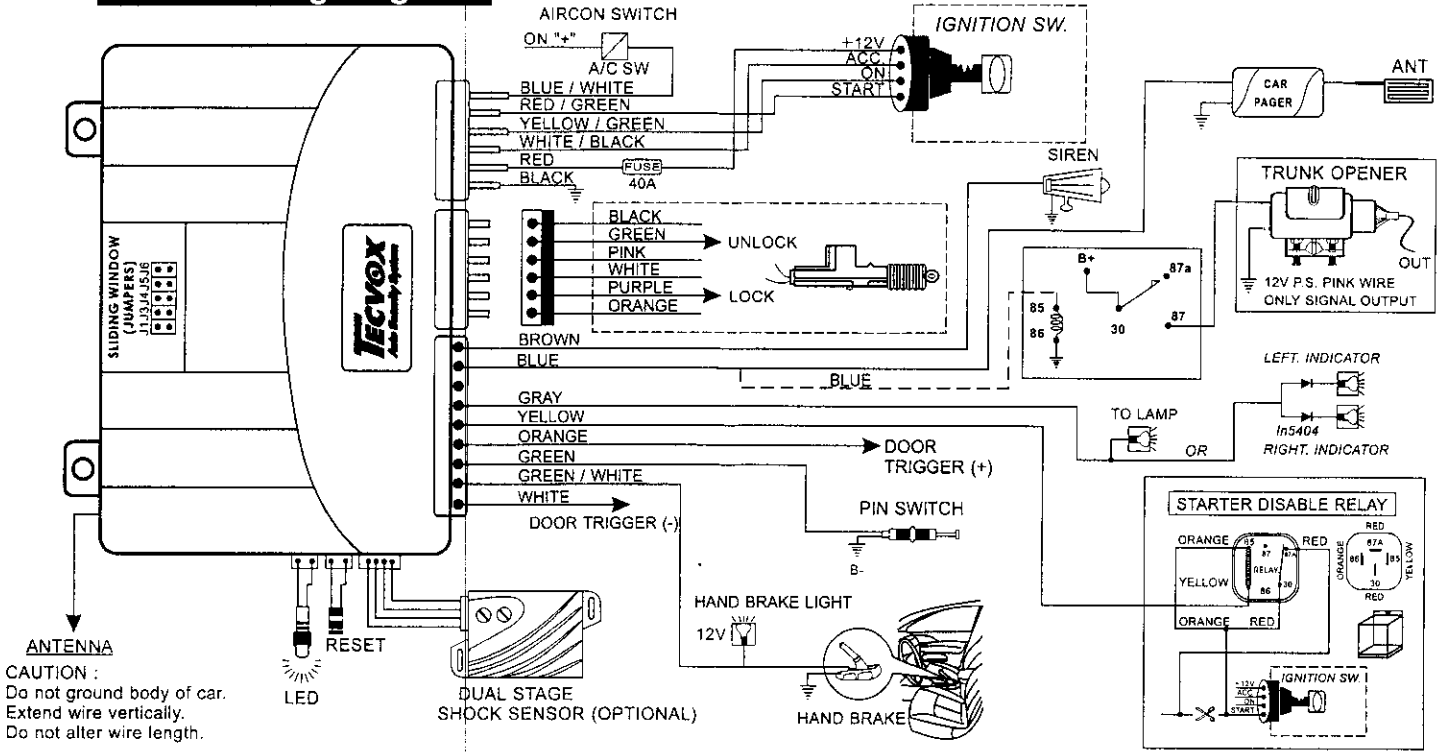 AIRCON SWITCH
ON "+"
A/C SW
BLUE / WHITE
RED / GREEN
YELLOW / GREEN
WHITE / BLACK
RED
BLACK
FUSE
40A
+12V
ACC
ON
START
IGNITION SW.
CAR
PAGER
ANT
SIREN
TRUNK OPENER
OUT
12V P.S. PINK WIRE
ONLY SIGNAL OUTPUT
SLIDING WINDOW
(JUMPERS)
J1J3J4J5J6
TECVOX
Auto Security System
BLACK
GREEN
PINK
WHITE
PURPLE
ORANGE
UNLOCK
LOCK
B+
87a
85
86
30
87
BROWN
BLUE
BLUE
GRAY
YELLOW
ORANGE
GREEN
GREEN / WHITE
WHITE
DOOR
TRIGGER (+)
DOOR TRIGGER (-)
TO LAMP
OR
LEFT. INDICATOR
In5404
RIGHT. INDICATOR
PIN SWITCH
B-
HAND BRAKE LIGHT
12V
HAND BRAKE
STARTER DISABLE RELAY
ORANGE
85
87
87A
RELAY
30
86
RED
YELLOW
ORANGE
RED
RED
87A
ORANGE
86
85
YELLOW
30
RED
IGNITION SW.
+12V
ACC
ON
START
ANTENNA
CAUTION :
Do not ground body of car.
Extend wire vertically.
Do not alter wire length.
LED
RESET
DUAL STAGE
SHOCK SENSOR (OPTIONAL)